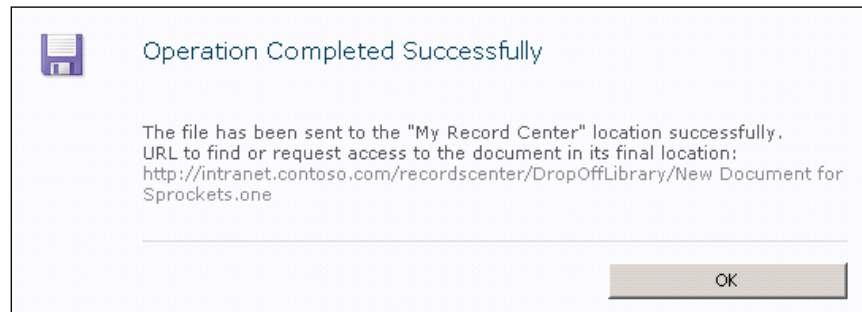 Operation Completed Successfully
The file has been sent to the "My Record Center" location successfully.
URL to find or request access to the document in its final location:
http://intranet.contoso.com/recordscenter/DropOffLibrary/New Document for
Sprockets.one
OK